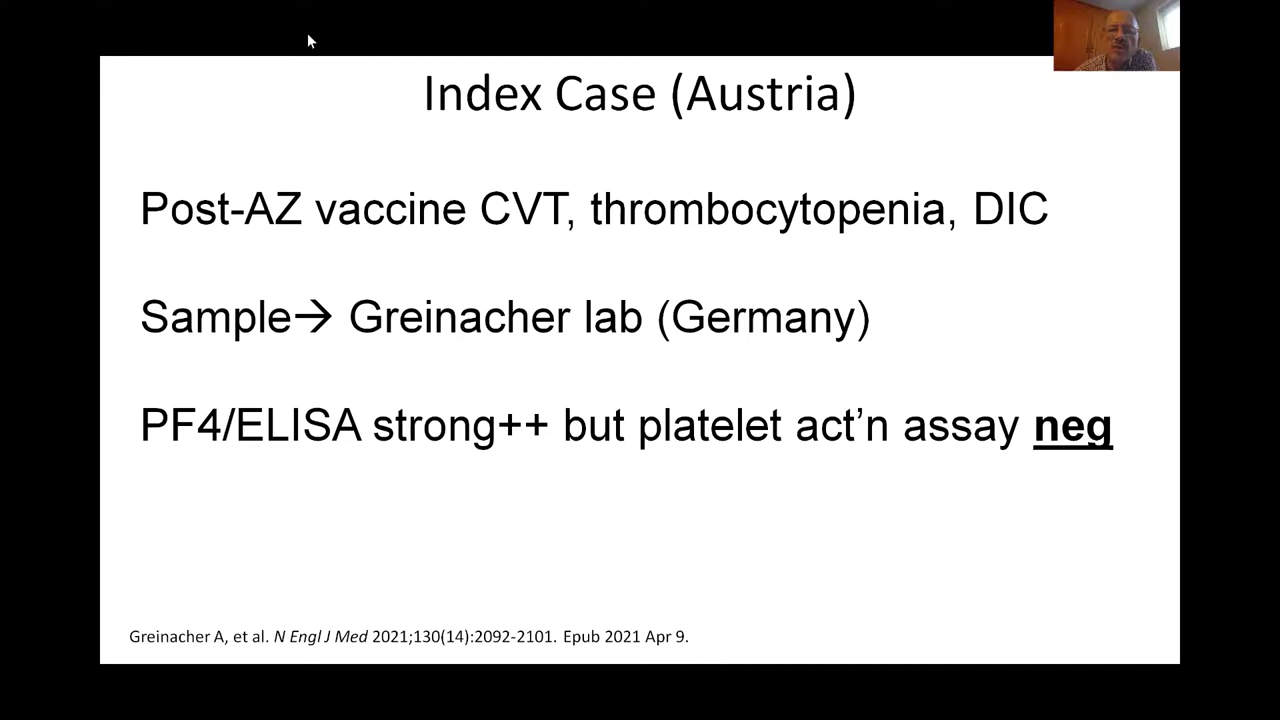 Index Case (Austria)
Post-AZ vaccine CVT, thrombocytopenia, DIC
Sample→ Greinacher lab (Germany)
PF4/ELISA strong++ but platelet act’n assay neg
Greinacher A, et al. N Engl J Med 2021;130(14):2092-2101. Epub 2021 Apr 9.